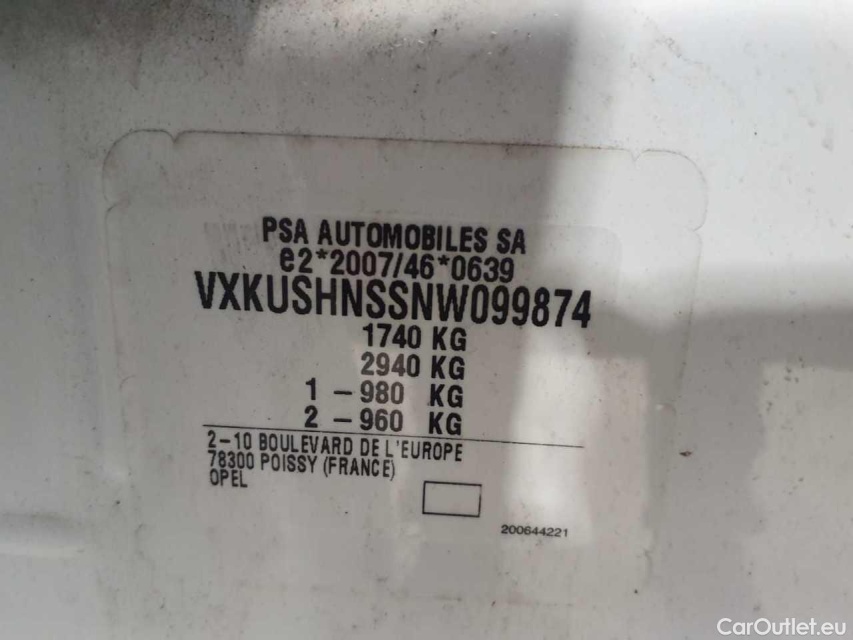 PSA AUTOMOBILES SA
e2*2007/46*0639
VXKUSHNSSNW099874
1740 KG
2940 KG
1 - 980 KG
2 - 960 KG
2-10 BOULEVARD DE L'EUROPE
78300 POISSY (FRANCE)
OPEL
200644221
CarOutlet.eu